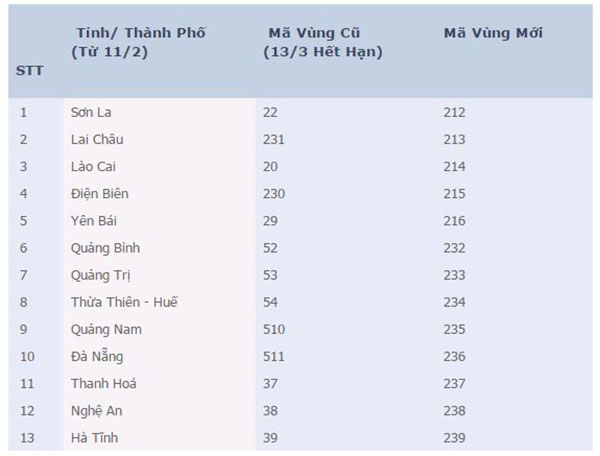 STT Tỉnh/ Thành Phố (Từ 11/2) Mã Vùng Cũ (13/3 Hết Hạn) Mã Vùng Mới
1 Sơn La 22 212
2 Lai Châu 231 213
3 Lào Cai 20 214
4 Điện Biên 230 215
5 Yên Bái 29 216
6 Quảng Bình 52 232
7 Quảng Trị 53 233
8 Thừa Thiên - Huế 54 234
9 Quảng Nam 510 235
10 Đà Nẵng 511 236
11 Thanh Hoá 37 237
12 Nghệ An 38 238
13 Hà Tĩnh 39 239